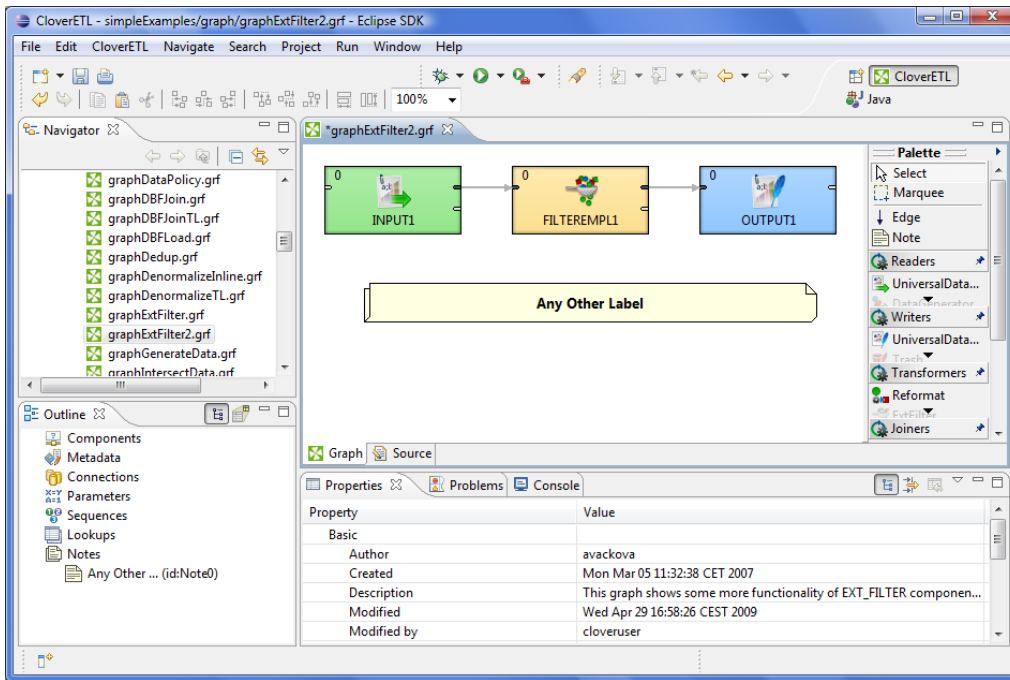 CloverETL - simpleExamples/graph/graphExtFilter2.grf - Eclipse SDK
File Edit CloverETL Navigate Search Project Run Window Help
CloverETL
100%
Java
Navigator
graphDataPolicy.grf
graphDBFJoin.grf
graphDBFJoinTL.grf
graphDBFLoad.grf
graphDedup.grf
graphDenormalizeInline.grf
graphDenormalizeTL.grf
graphExtFilter.grf
graphExtFilter2.grf
graphGenerateData.grf
graphIntersectData.grf
*graphExtFilter2.grf
0
INPUT1
0
FILTEREMPL1
0
OUTPUT1
Any Other Label
Palette
Select
Marquee
Edge
Note
Readers
UniversalData...
DataGenerator
Writers
UniversalData...
Trash
Transformers
Reformat
ExtFilter
Joiners
Graph Source
Outline
Components
Metadata
Connections
X=Y
A=1
Parameters
Sequences
Lookups
Notes
Any Other ... (id:Note0)
Properties Problems Console
Property Value
Basic
Author avackova
Created Mon Mar 05 11:32:38 CET 2007
Description This graph shows some more functionality of EXT_FILTER componen...
Modified Wed Apr 29 16:58:26 CEST 2009
Modified by cloveruser